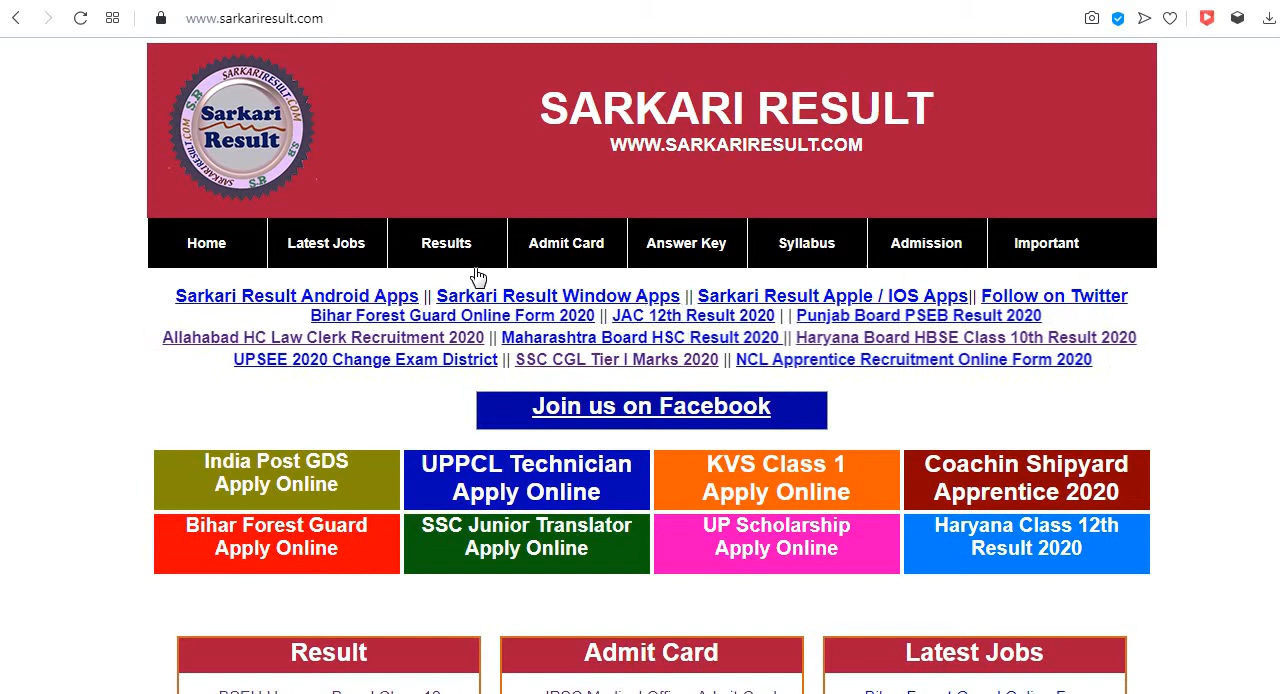 www.sarkariresult.com
SARKARIRESULT.COM
S.R
Sarkari
Result
S.R
SARKARI RESULT
WWW.SARKARIRESULT.COM
Home Latest Jobs Results Admit Card Answer Key Syllabus Admission Important
Sarkari Result Android Apps || Sarkari Result Window Apps || Sarkari Result Apple / IOS Apps|| Follow on Twitter
Bihar Forest Guard Online Form 2020 || JAC 12th Result 2020 | | Punjab Board PSEB Result 2020
Allahabad HC Law Clerk Recruitment 2020 || Maharashtra Board HSC Result 2020 || Haryana Board HBSE Class 10th Result 2020
UPSEE 2020 Change Exam District || SSC CGL Tier I Marks 2020 || NCL Apprentice Recruitment Online Form 2020
Join us on Facebook
India Post GDS
Apply Online
UPPCL Technician
Apply Online
KVS Class 1
Apply Online
Coachin Shipyard
Apprentice 2020
Bihar Forest Guard
Apply Online
SSC Junior Translator
Apply Online
UP Scholarship
Apply Online
Haryana Class 12th
Result 2020
Result Admit Card Latest Jobs